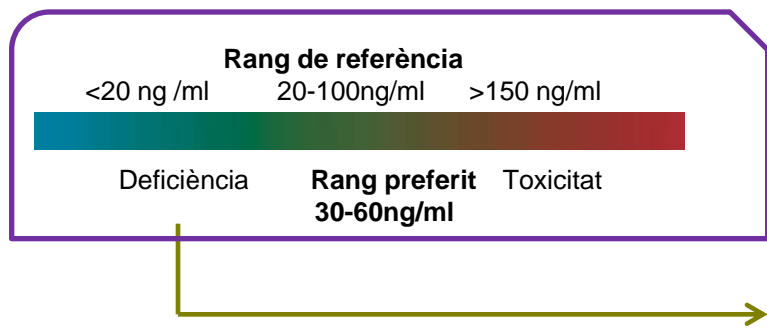 Rang de referència
<20 ng /ml 20-100ng/ml >150 ng/ml
Deficiència Rang preferit Toxicitat
30-60ng/ml